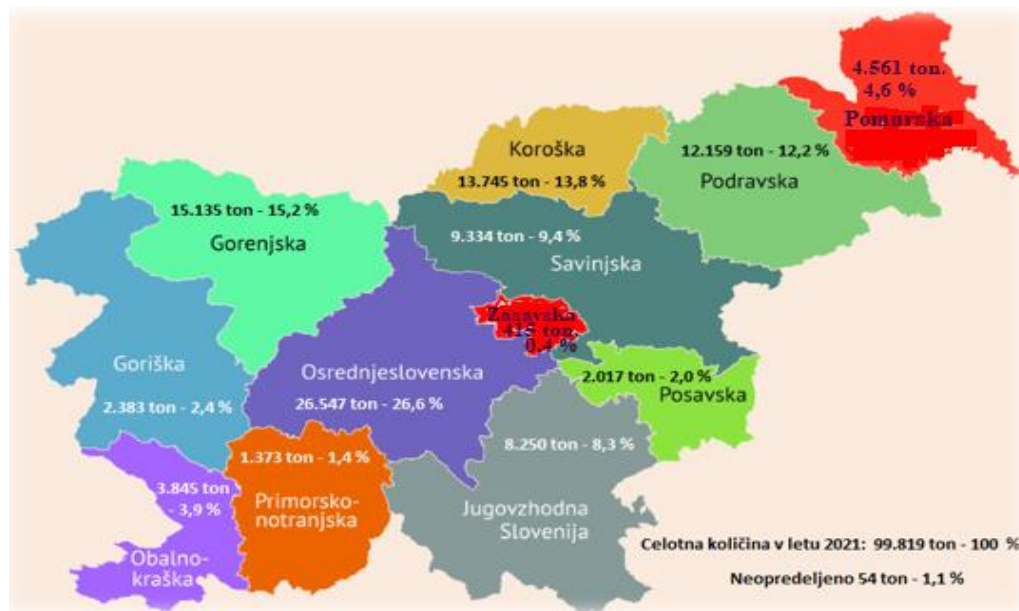 4.561 ton.
4,6 %
Pomurska
Koroška
13.745 ton - 13,8 %
12.159 ton - 12,2 %
Podravska
15.135 ton - 15,2 %
Gorenjska
9.334 ton - 9,4 %
Savinjska
Zasavska
415 ton.
0,4 %
Goriška
2.383 ton - 2,4 %
Osrednjeslovenska
26.547 ton - 26,6 %
2.017 ton - 2,0 %
Posavska
8.250 ton - 8,3 %
Jugovzhodna
Slovenija
1.373 ton - 1,4 %
Primorsko-
notranjska
3.845 ton
- 3,9 %
Obalno-
kraška
Celotna količina v letu 2021: 99.819 ton - 100 %
Neopredeljeno 54 ton - 1,1 %